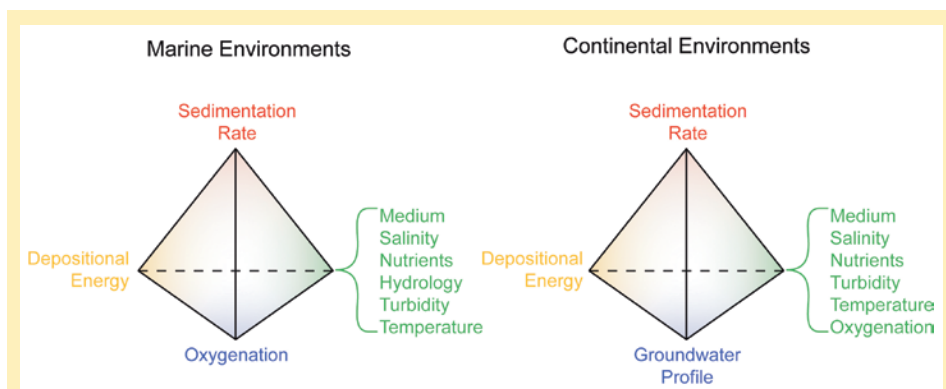 Marine Environments
Sedimentation
Rate
Depositional
Energy
Medium
Salinity
Nutrients
Hydrology
Turbidity
Temperature
Oxygenation
Continental Environments
Sedimentation
Rate
Depositional
Energy
Medium
Salinity
Nutrients
Turbidity
Temperature
Oxygenation
Groundwater
Profile